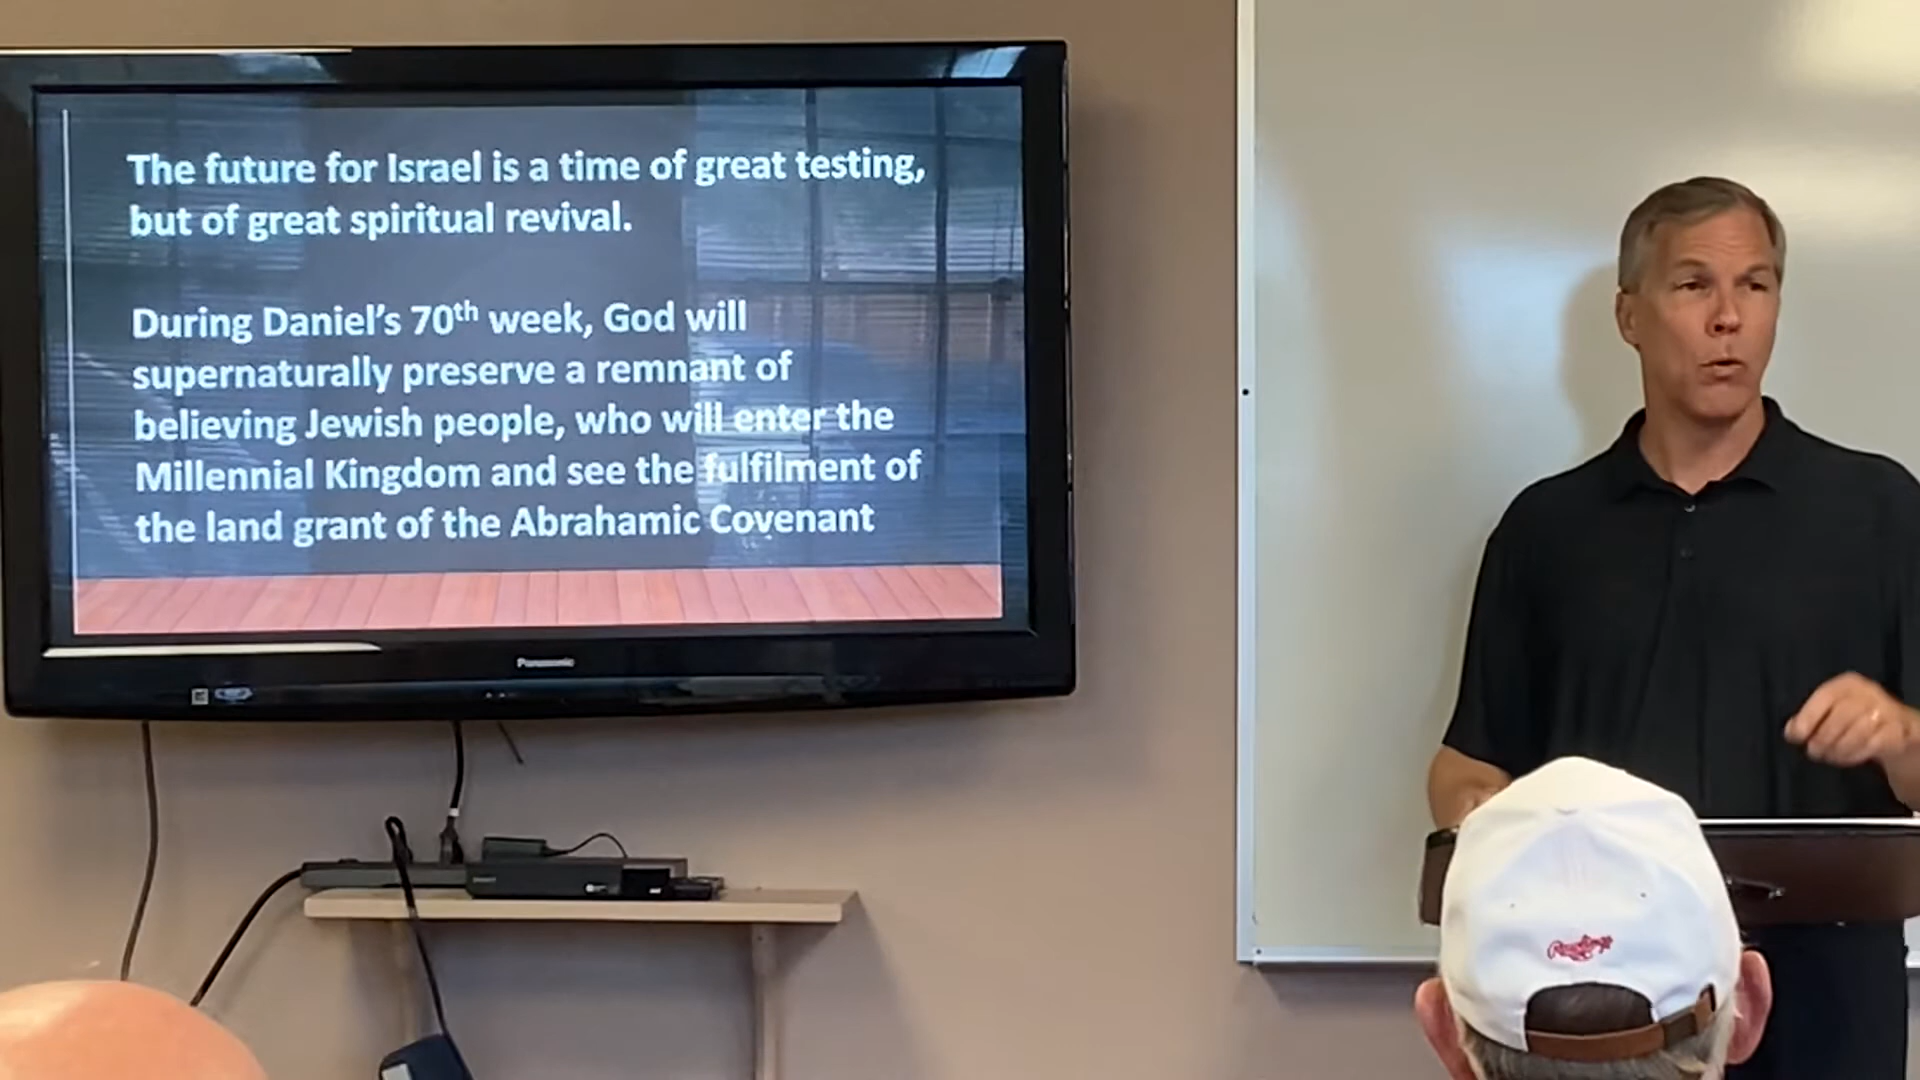 The future for Israel is a time of great testing,
but of great spiritual revival.
During Daniel's 70th week, God will
supernaturally preserve a remnant of
believing Jewish people, who will enter the
Millennial Kingdom and see the fulfilment of
the land grant of the Abrahamic Covenant
Panasonic
Rawlings